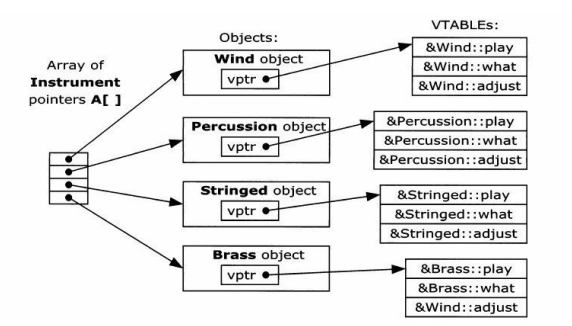 Array of
Instrument
pointers A[ ]
Objects:
Wind object
vptr
Percussion object
vptr
Stringed object
vptr
Brass object
vptr
VTABLEs:
&Wind::play
&Wind::what
&Wind::adjust
&Percussion::play
&Percussion::what
&Percussion::adjust
&Stringed::play
&Stringed::what
&Stringed::adjust
&Brass::play
&Brass::what
&Wind::adjust